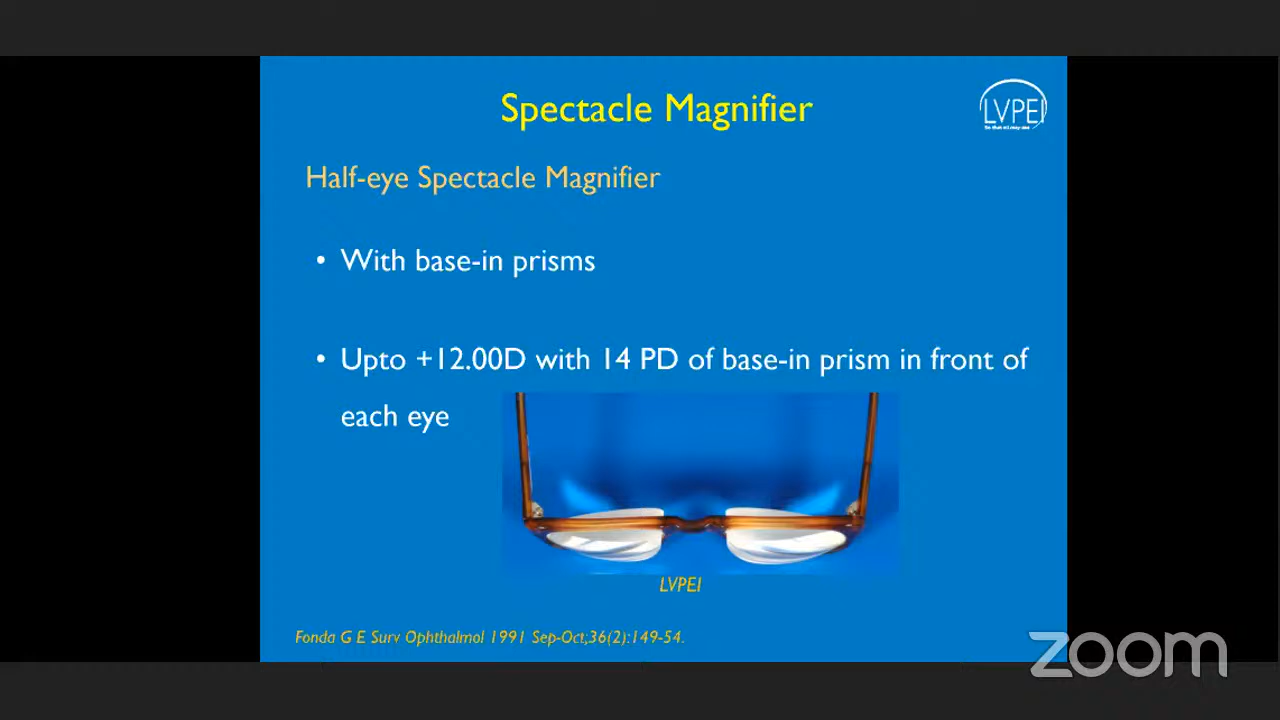 Spectacle Magnifier
LVPEI
Half-eye Spectacle Magnifier
• With base-in prisms
• Upto +12.00D with 14 PD of base-in prism in front of
each eye
LVPEI
Fonda G E Surv Ophthalmol 1991 Sep-Oct;36(2):149-54.
zoom